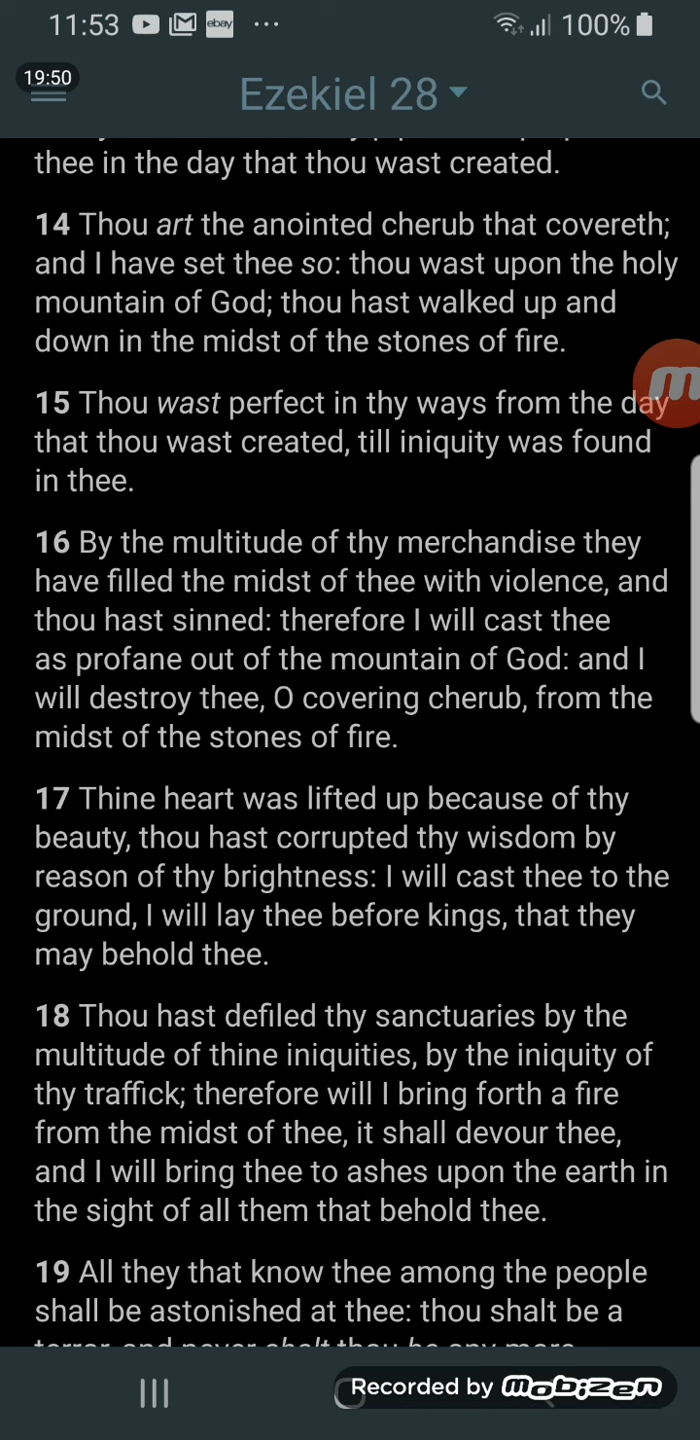 11:53 ebay ... 100%
19:50
Ezekiel 28
thee in the day that thou wast created.
14 Thou art the anointed cherub that covereth;
and I have set thee so: thou wast upon the holy
mountain of God; thou hast walked up and
down in the midst of the stones of fire.
15 Thou wast perfect in thy ways from the day
that thou wast created, till iniquity was found
in thee.
16 By the multitude of thy merchandise they
have filled the midst of thee with violence, and
thou hast sinned: therefore I will cast thee
as profane out of the mountain of God: and I
will destroy thee, O covering cherub, from the
midst of the stones of fire.
17 Thine heart was lifted up because of thy
beauty, thou hast corrupted thy wisdom by
reason of thy brightness: I will cast thee to the
ground, I will lay thee before kings, that they
may behold thee.
18 Thou hast defiled thy sanctuaries by the
multitude of thine iniquities, by the iniquity of
thy traffick; therefore will I bring forth a fire
from the midst of thee, it shall devour thee,
and I will bring thee to ashes upon the earth in
the sight of all them that behold thee.
19 All they that know thee among the people
shall be astonished at thee: thou shalt be a
terror, and never shalt thou be any more.
Recorded by mobizen